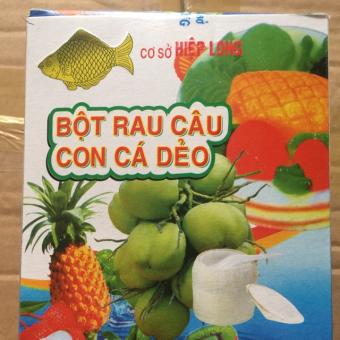 CƠ SỞ HIỆP LONG
BỘT RAU CÂU
CON CÁ DẺO